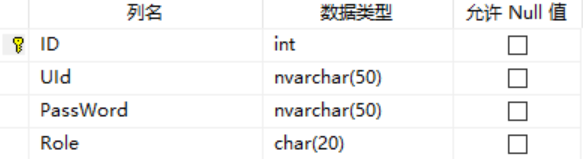 列名 数据类型 允许 Null 值
ID int
UId nvarchar(50)
PassWord nvarchar(50)
Role char(20)